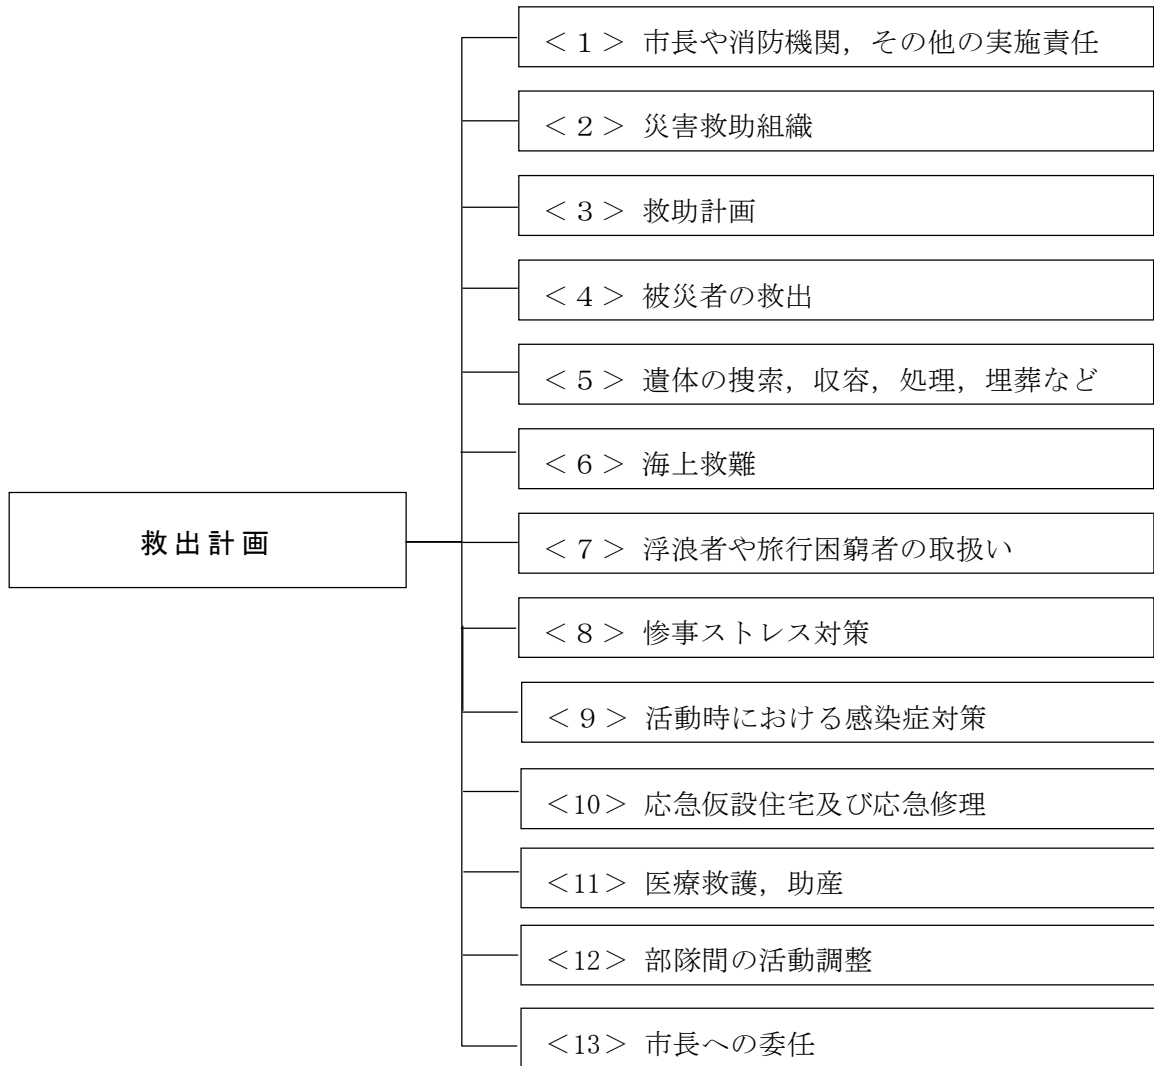 ＜１＞ 市長や消防機関，その他の実施責任
＜２＞ 災害救助組織
＜３＞ 救助計画
＜４＞ 被災者の救出
＜５＞ 遺体の捜索，収容，処理，埋葬など
＜６＞ 海上救難
救出計画
＜７＞ 浮浪者や旅行困窮者の取扱い
＜８＞ 惨事ストレス対策
＜９＞ 活動時における感染症対策
＜10＞ 応急仮設住宅及び応急修理
＜11＞ 医療救護，助産
＜12＞ 部隊間の活動調整
＜13＞ 市長への委任